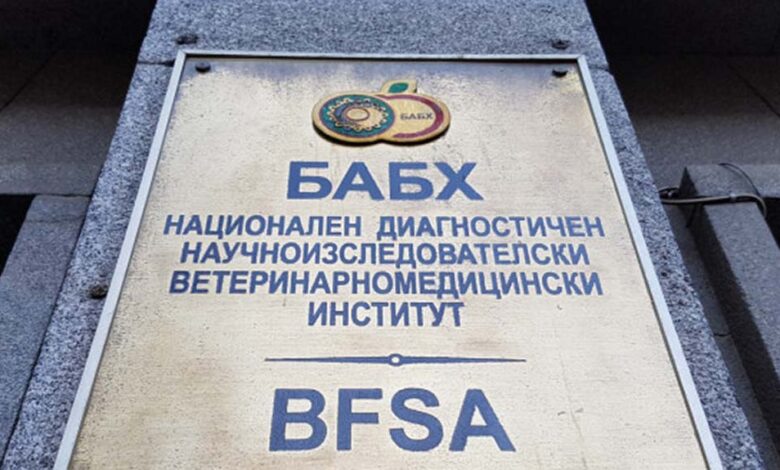 БАБХ
БАБХ
НАЦИОНАЛЕН ДИАГНОСТИЧЕН
НАУЧНОИЗСЛЕДОВАТЕЛСКИ
ВЕТЕРИНАРНОМЕДИЦИНСКИ
ИНСТИТУТ
BFSA